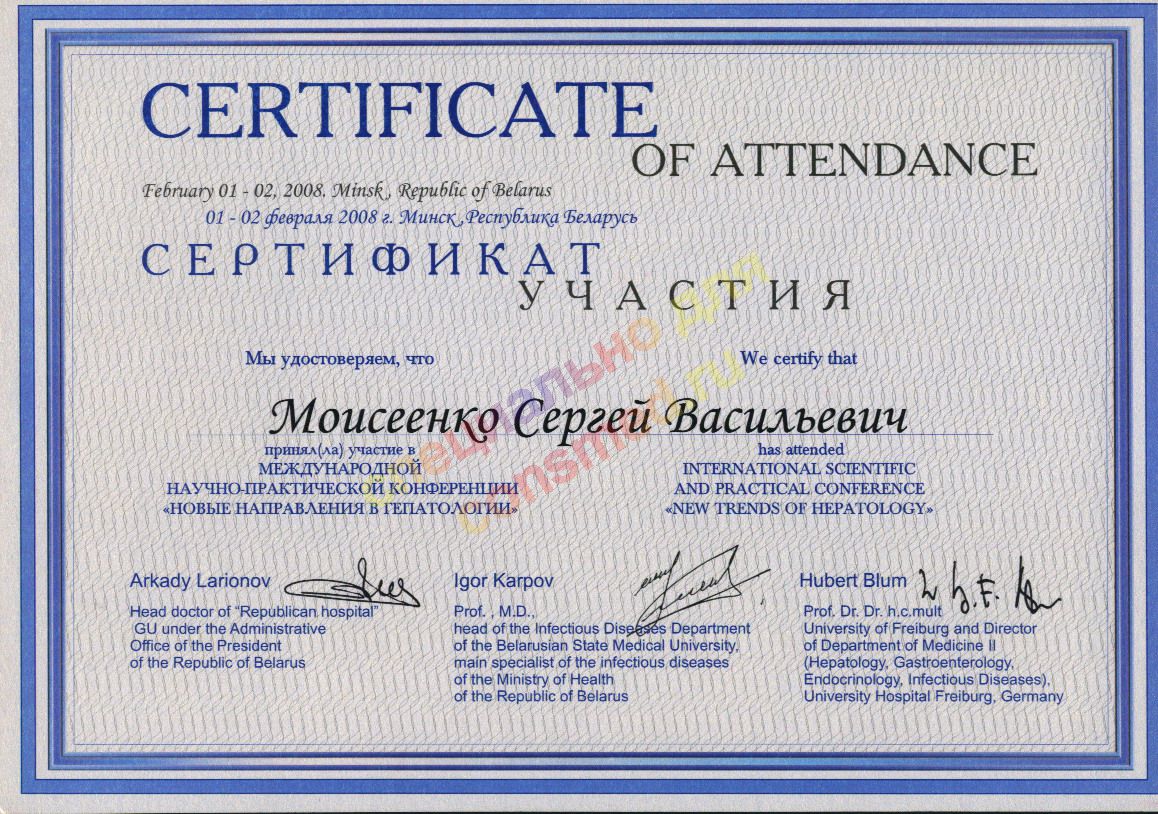 CERTIFICATE
OF ATTENDANCE
February 01 - 02, 2008. Minsk, Republic of Belarus
01 - 02 февраля 2008 г. Минск, Республика Беларусь
СЕРТИФИКАТ
УЧАСТИЯ
специально для
consmed.ru
Мы удостоверяем, что
We certify that
Моисеенко Сергей Васильевич
принял(ла) участие в
МЕЖДУНАРОДНОЙ
НАУЧНО-ПРАКТИЧЕСКОЙ КОНФЕРЕНЦИИ
«НОВЫЕ НАПРАВЛЕНИЯ В ГЕПАТОЛОГИИ»
has attended
INTERNATIONAL SCIENTIFIC
AND PRACTICAL CONFERENCE
«NEW TRENDS OF HEPATOLOGY»
Arkady Larionov
Head doctor of “Republican hospital”
GU under the Administrative
Office of the President
of the Republic of Belarus
Igor Karpov
Prof. , M.D.,
head of the Infectious Diseases Department
of the Belarusian State Medical University,
main specialist of the infectious diseases
of the Ministry of Health
of the Republic of Belarus
Hubert Blum
Prof. Dr. Dr. h.c.mult
University of Freiburg and Director
of Department of Medicine II
(Hepatology, Gastroenterology,
Endocrinology, Infectious Diseases),
University Hospital Freiburg, Germany